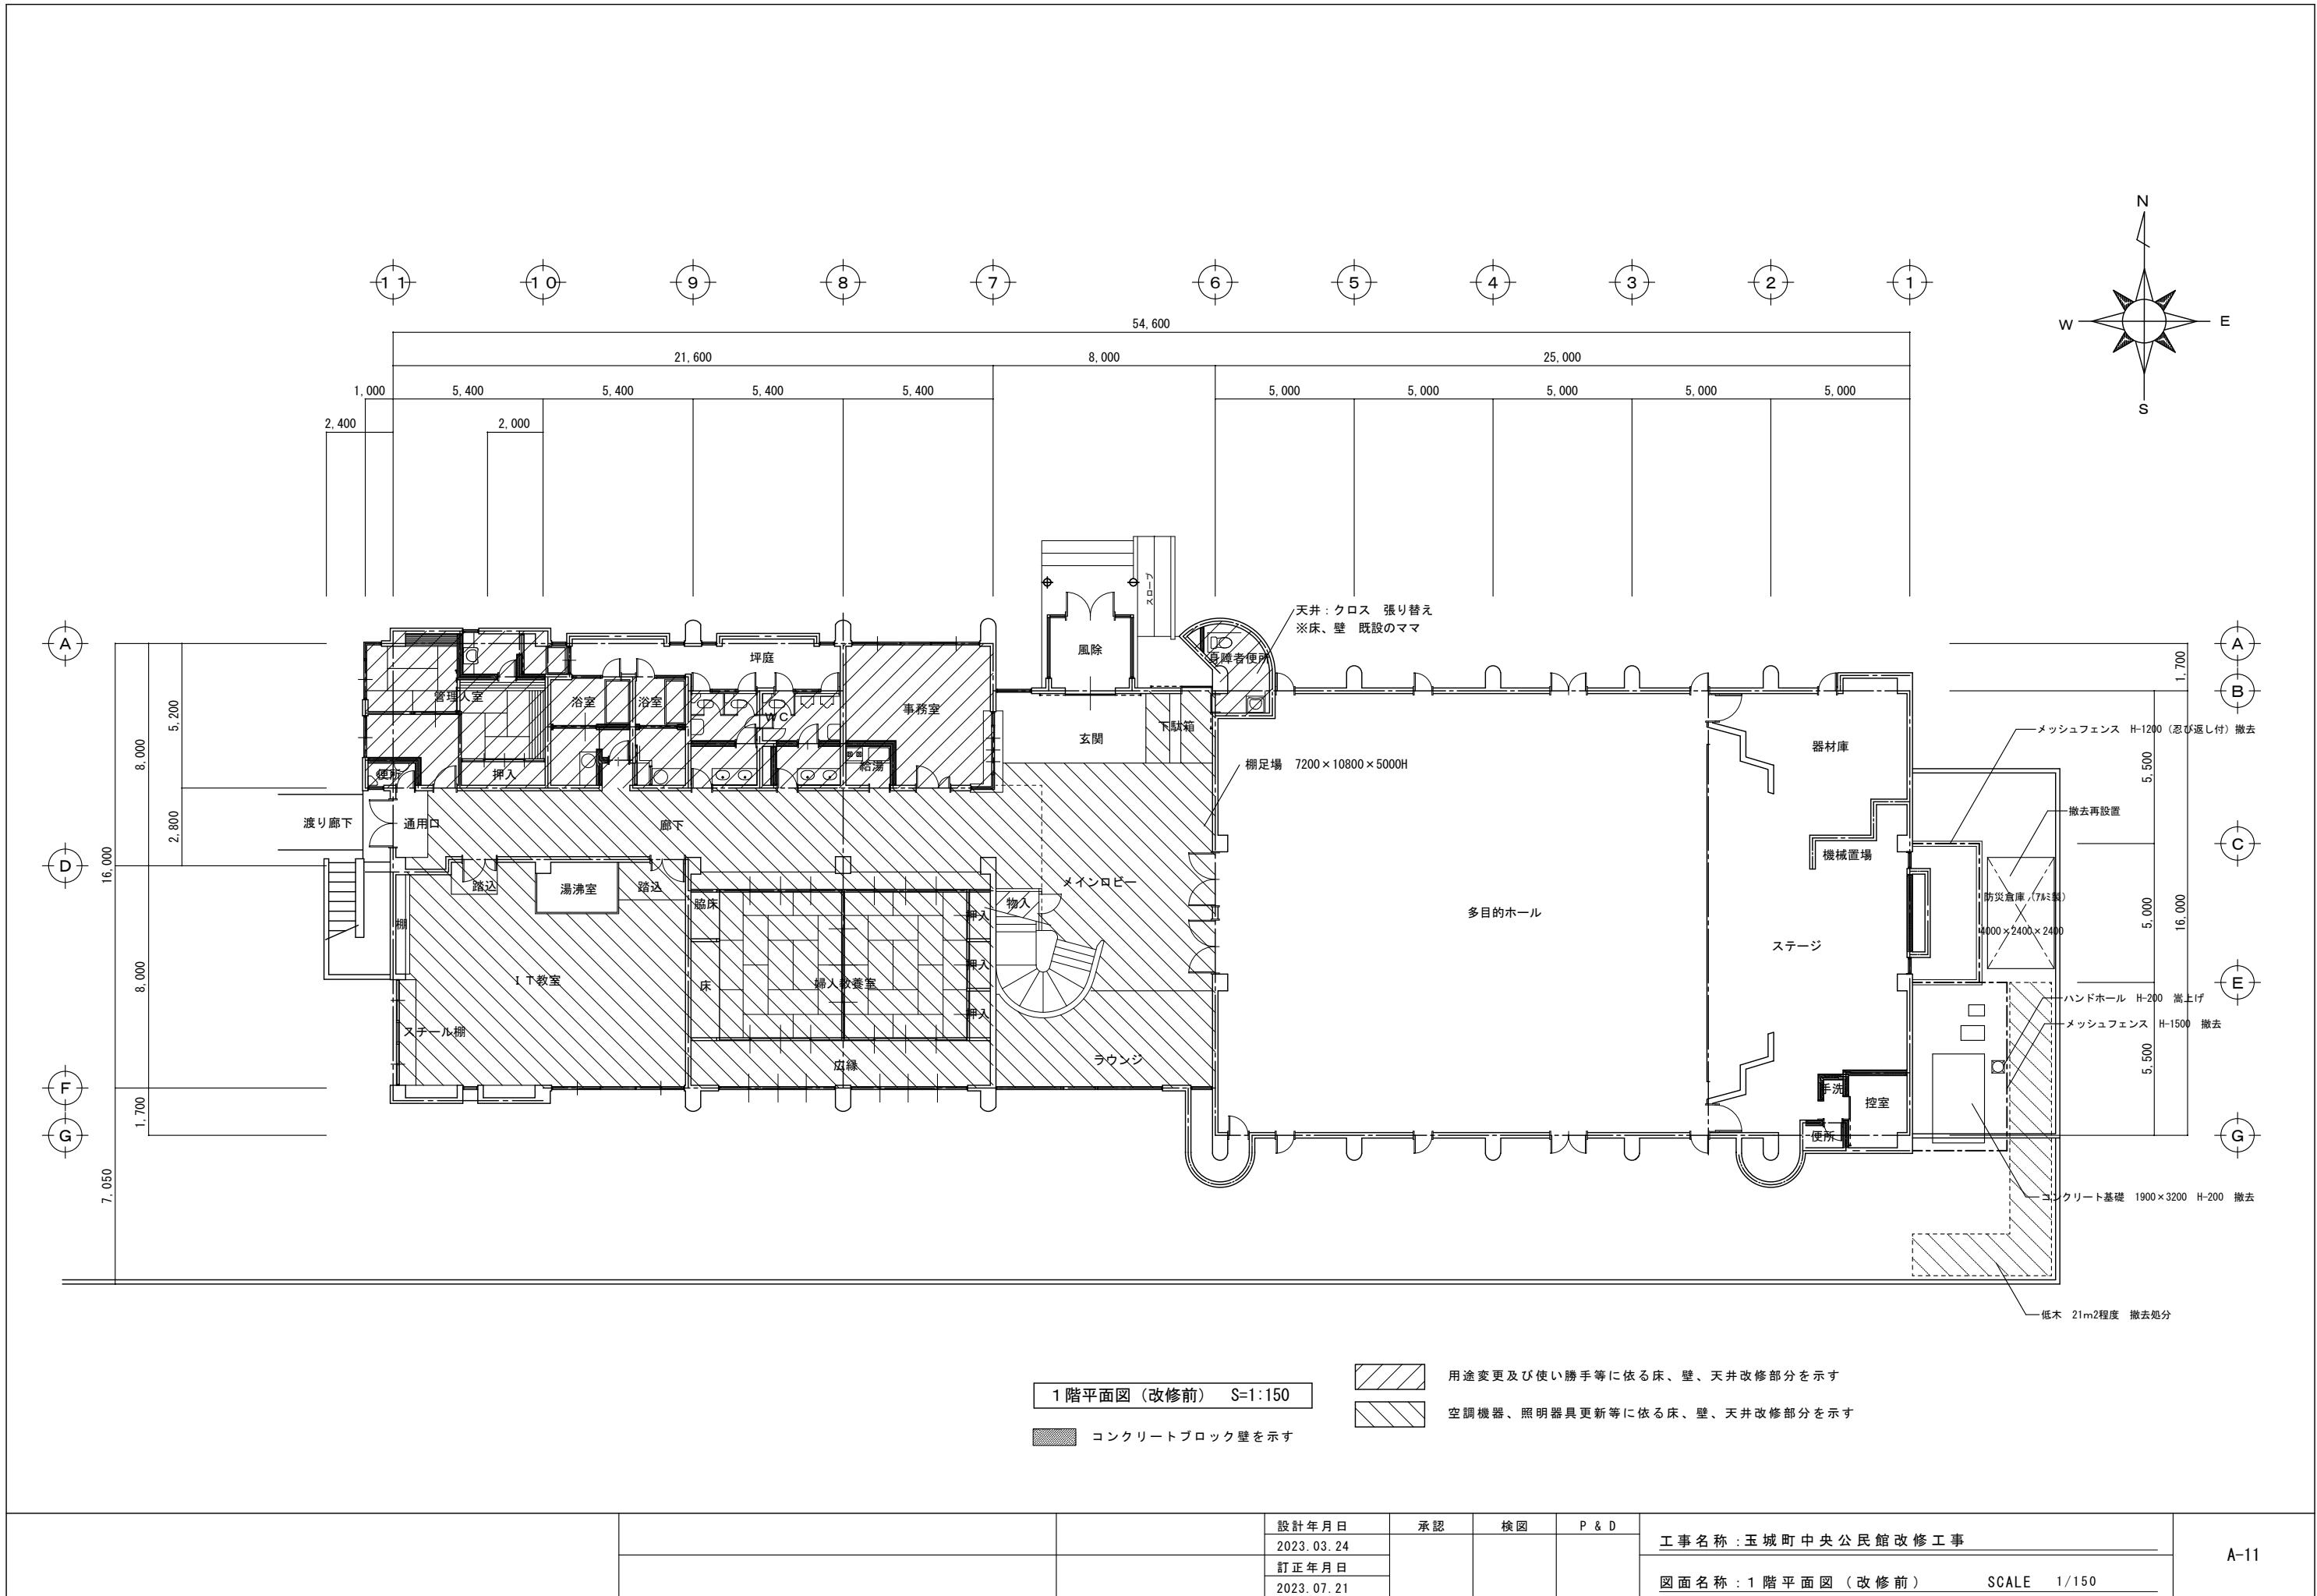 N
W
E
S
11
10
9
8
7
6
5
4
3
2
1
54,600
21,600
8,000
25,000
1,000
5,400
5,400
5,400
5,400
5,000
5,000
5,000
5,000
5,000
2,400
2,000
スロープ
天井：クロス 張り替え
※床、壁 既設のママ
A
A
B
C
D
E
F
G
G
8,000
5,200
2,800
16,000
8,000
1,700
7,050
1,700
5,500
5,000
16,000
5,500
風除
坪庭
身障者便所
管理人室
浴室
浴室
WC
事務室
下駄箱
玄関
便所
押入
給湯
棚足場 7200×10800×5000H
器材庫
メッシュフェンス H-1200（忍び返し付）撤去
撤去再設置
渡り廊下
通用口
廊下
機械置場
踏込
湯沸室
踏込
脇床
メインロビー
物入
押入
棚
多目的ホール
防災倉庫（アルミ製）
4000×2400×2400
ステージ
押入
IT教室
床
婦人教養室
押入
ハンドホール H-200 嵩上げ
メッシュフェンス H-1500 撤去
スチール棚
広縁
ラウンジ
手洗
控室
便所
コンクリート基礎 1900×3200 H-200 撤去
低木 21m2程度 撤去処分
1階平面図（改修前） S=1:150
コンクリートブロック壁を示す
用途変更及び使い勝手等に依る床、壁、天井改修部分を示す
空調機器、照明器具更新等に依る床、壁、天井改修部分を示す
設計年月日
2023.03.24
訂正年月日
2023.07.21
承認
検図
P & D
工事名称：玉城町中央公民館改修工事
図面名称：1階平面図（改修前） SCALE 1/150
A-11